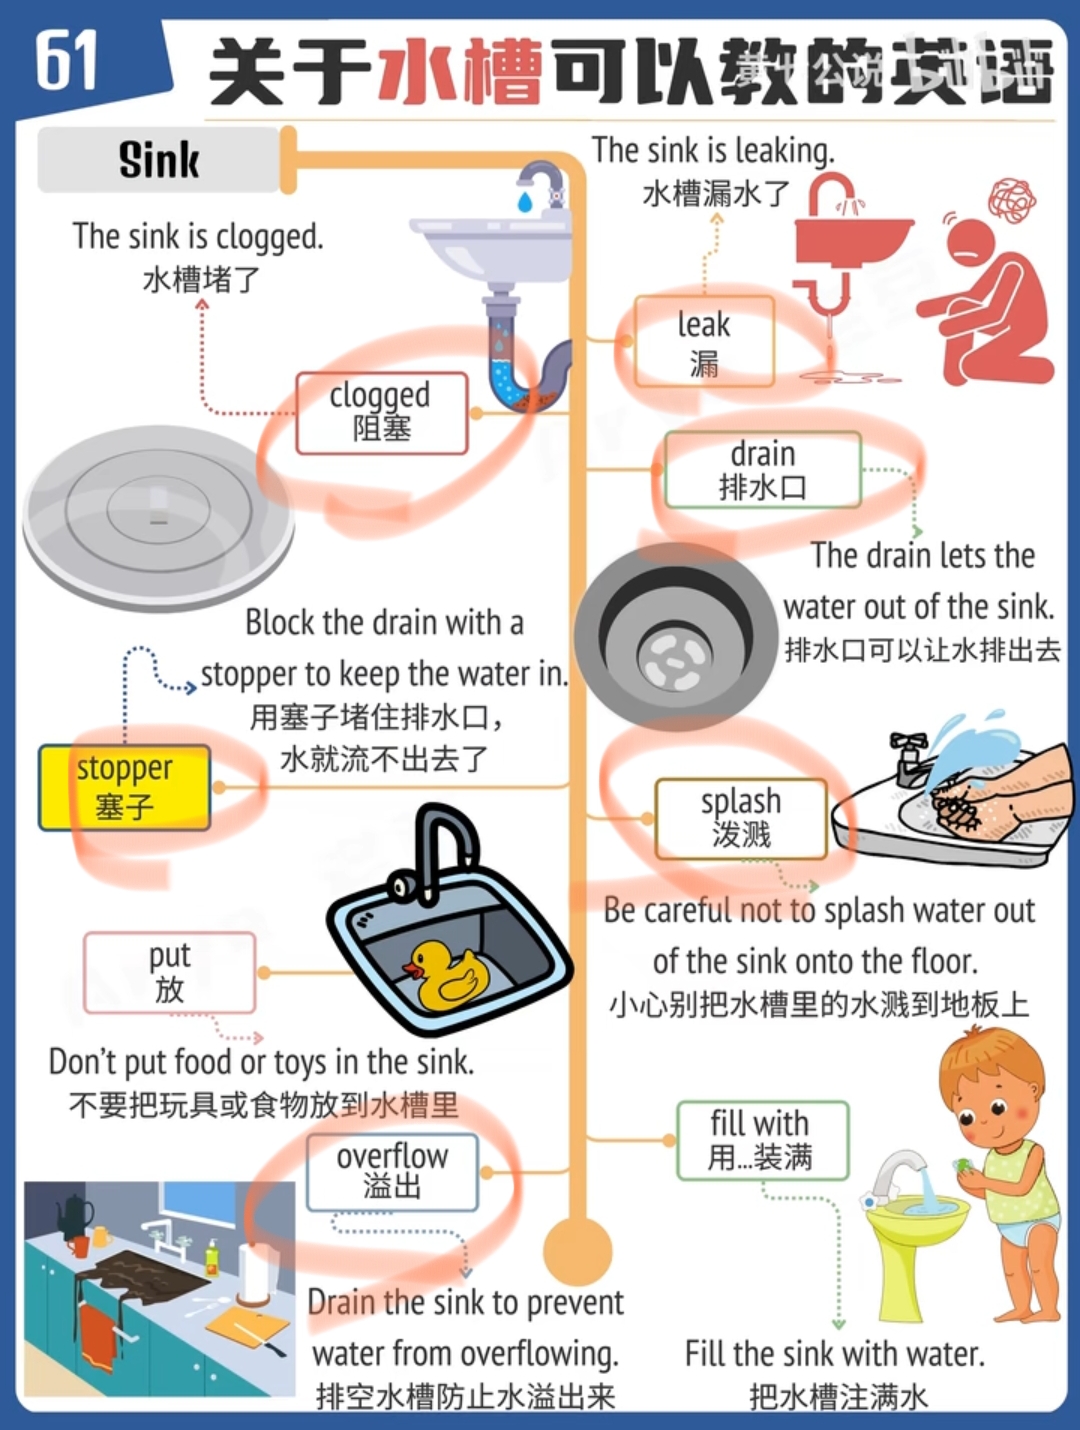 61
关于水槽可以教的英语
Sink
The sink is leaking.
水槽漏水了
The sink is clogged.
水槽堵了
leak
漏
clogged
阻塞
drain
排水口
The drain lets the
water out of the sink.
排水口可以让水排出去
Block the drain with a
stopper to keep the water in.
用塞子堵住排水口，
水就流不出去了
stopper
塞子
splash
泼溅
Be careful not to splash water out
of the sink onto the floor.
小心别把水槽里的水溅到地板上
put
放
Don't put food or toys in the sink.
不要把玩具或食物放到水槽里
overflow
溢出
fill with
用...装满
Drain the sink to prevent
water from overflowing.
排空水槽防止水溢出来
Fill the sink with water.
把水槽注满水